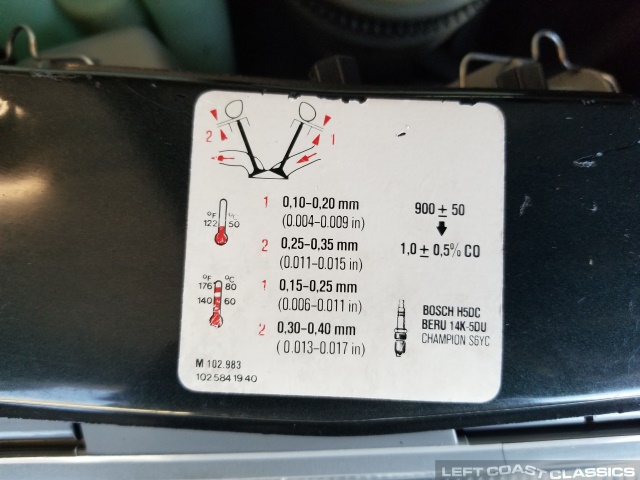 2
1
1 0,10–0,20 mm
(0.004–0.009 in)
°F °C
122 50
2 0,25–0,35 mm
(0.011–0.015 in)
°F °C
176 80
140 60
1 0,15–0,25 mm
(0.006–0.011 in)
2 0,30–0,40 mm
( 0.013–0.017 in)
900 ± 50
1,0 ± 0,5% CO
BOSCH H5DC
BERU 14K-5DU
CHAMPION S6YC
M 102.983
102 584 19 40
LEFT COAST CLASSICS